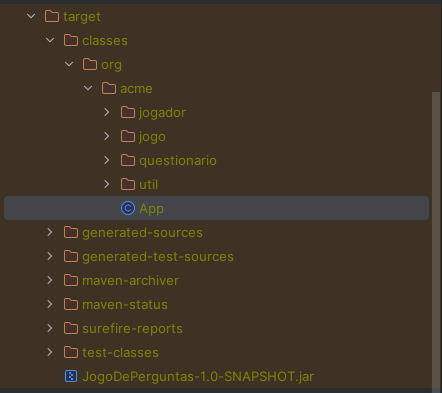 target
classes
org
acme
jogador
jogo
questionario
util
App
generated-sources
generated-test-sources
maven-archiver
maven-status
surefire-reports
test-classes
JogoDePerguntas-1.0-SNAPSHOT.jar